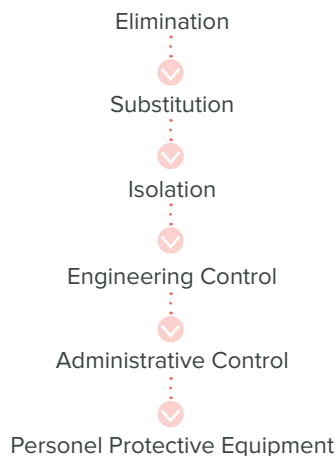 Elimination
Substitution
Isolation
Engineering Control
Administrative Control
Personel Protective Equipment